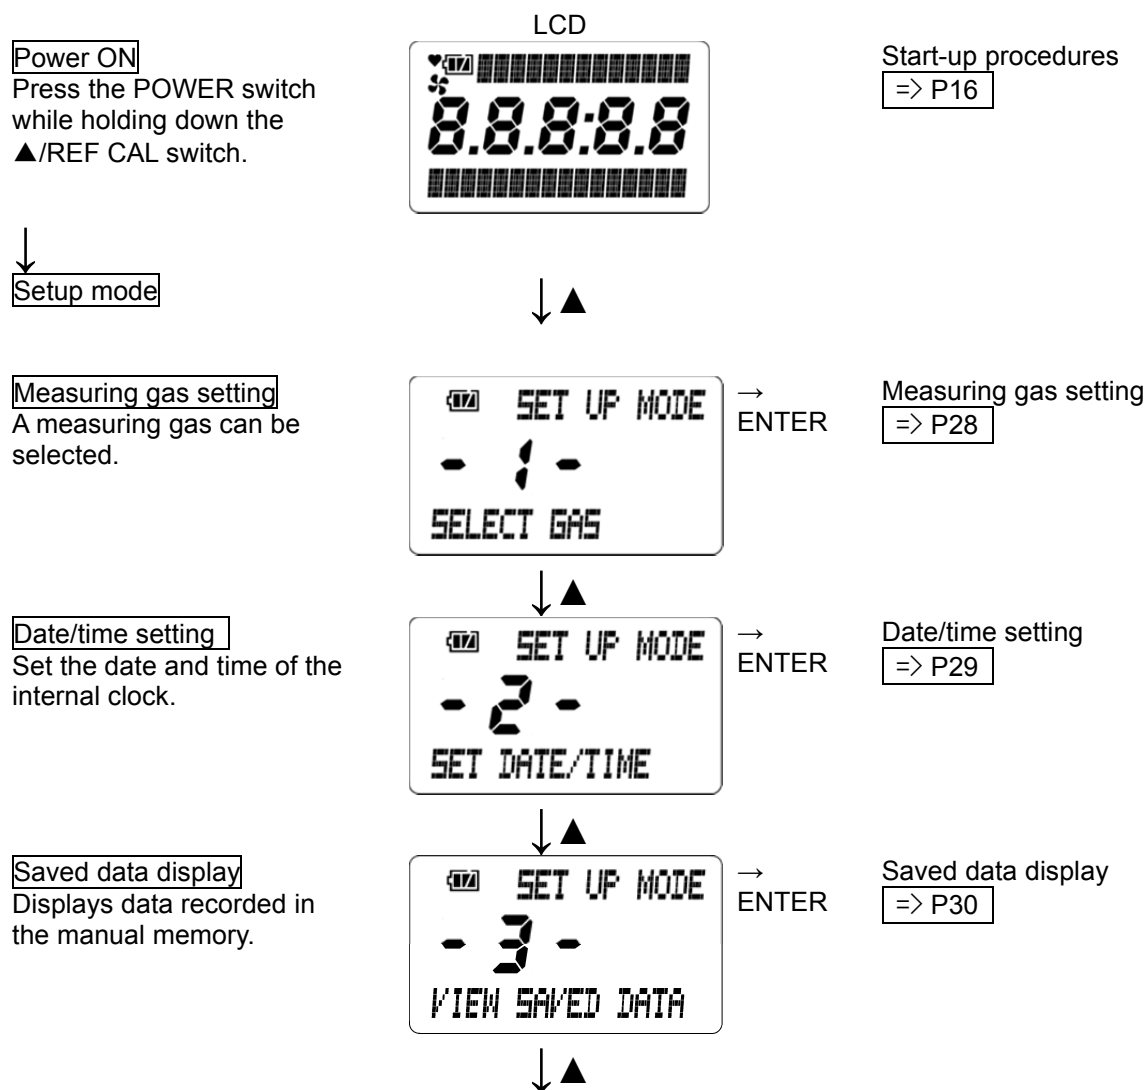 LCD
Power ON
Press the POWER switch
while holding down the
▲/REF CAL switch.
8.8.8:8.8
Start-up procedures
=> P16
↓
Setup mode
↓▲
Measuring gas setting
A measuring gas can be
selected.
SET UP MODE
- 1 -
SELECT GAS
→
ENTER
Measuring gas setting
=> P28
↓▲
Date/time setting
Set the date and time of the
internal clock.
SET UP MODE
- 2 -
SET DATE/TIME
→
ENTER
Date/time setting
=> P29
↓▲
Saved data display
Displays data recorded in
the manual memory.
SET UP MODE
- 3 -
VIEW SAVED DATA
→
ENTER
Saved data display
=> P30
↓▲